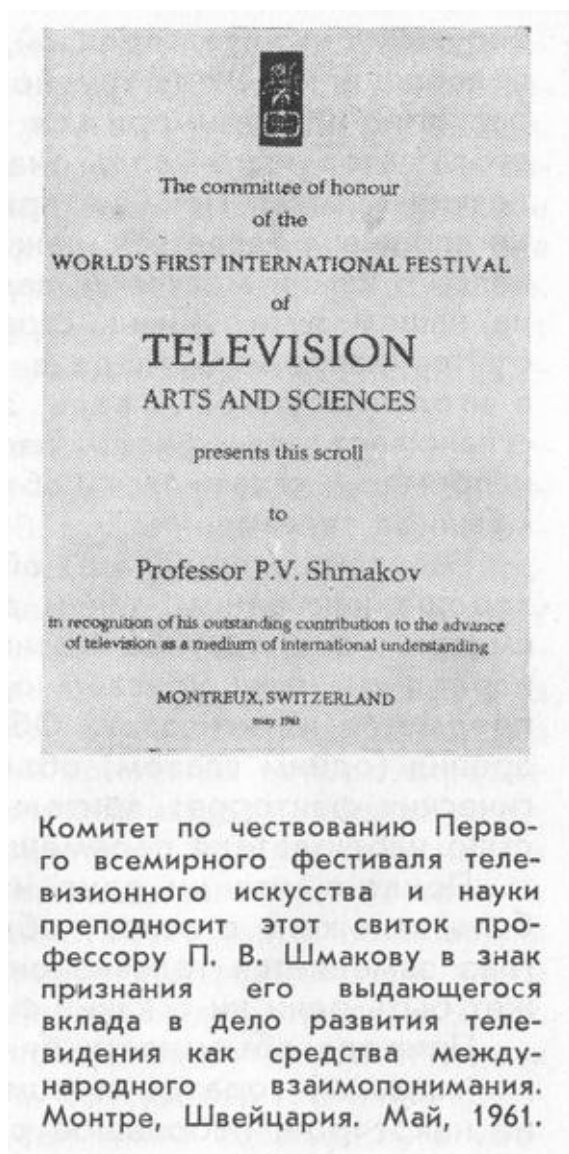 The committee of honour
of the
WORLD'S FIRST INTERNATIONAL FESTIVAL
of
TELEVISION
ARTS AND SCIENCES
presents this scroll
to
Professor P.V. Shmakov
in recognition of his outstanding contribution to the advance
of television as a medium of international understanding
MONTREUX, SWITZERLAND
may 1961
Комитет по чествованию Перво-
го всемирного фестиваля теле-
визионного искусства и науки
преподносит этот свиток про-
фессору П. В. Шмакову в знак
признания его выдающегося
вклада в дело развития теле-
видения как средства между-
народного взаимопонимания.
Монтре, Швейцария. Май, 1961.